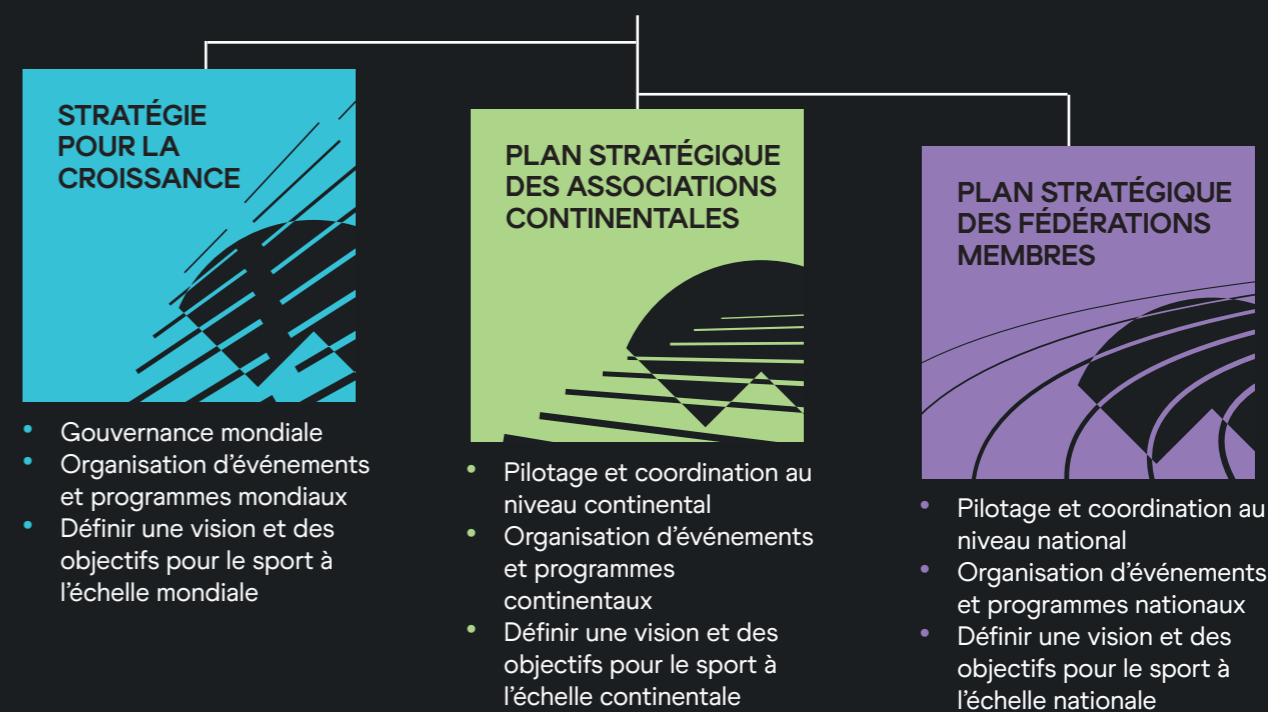 STRATÉGIE
POUR LA
CROISSANCE
• Gouvernance mondiale
• Organisation d’événements
et programmes mondiaux
• Définir une vision et des
objectifs pour le sport à
l’échelle mondiale
PLAN STRATÉGIQUE
DES ASSOCIATIONS
CONTINENTALES
• Pilotage et coordination au
niveau continental
• Organisation d’événements
et programmes
continentaux
• Définir une vision et des
objectifs pour le sport à
l’échelle continentale
PLAN STRATÉGIQUE
DES FÉDÉRATIONS
MEMBRES
• Pilotage et coordination au
niveau national
• Organisation d’événements
et programmes nationaux
• Définir une vision et des
objectifs pour le sport à
l’échelle nationale